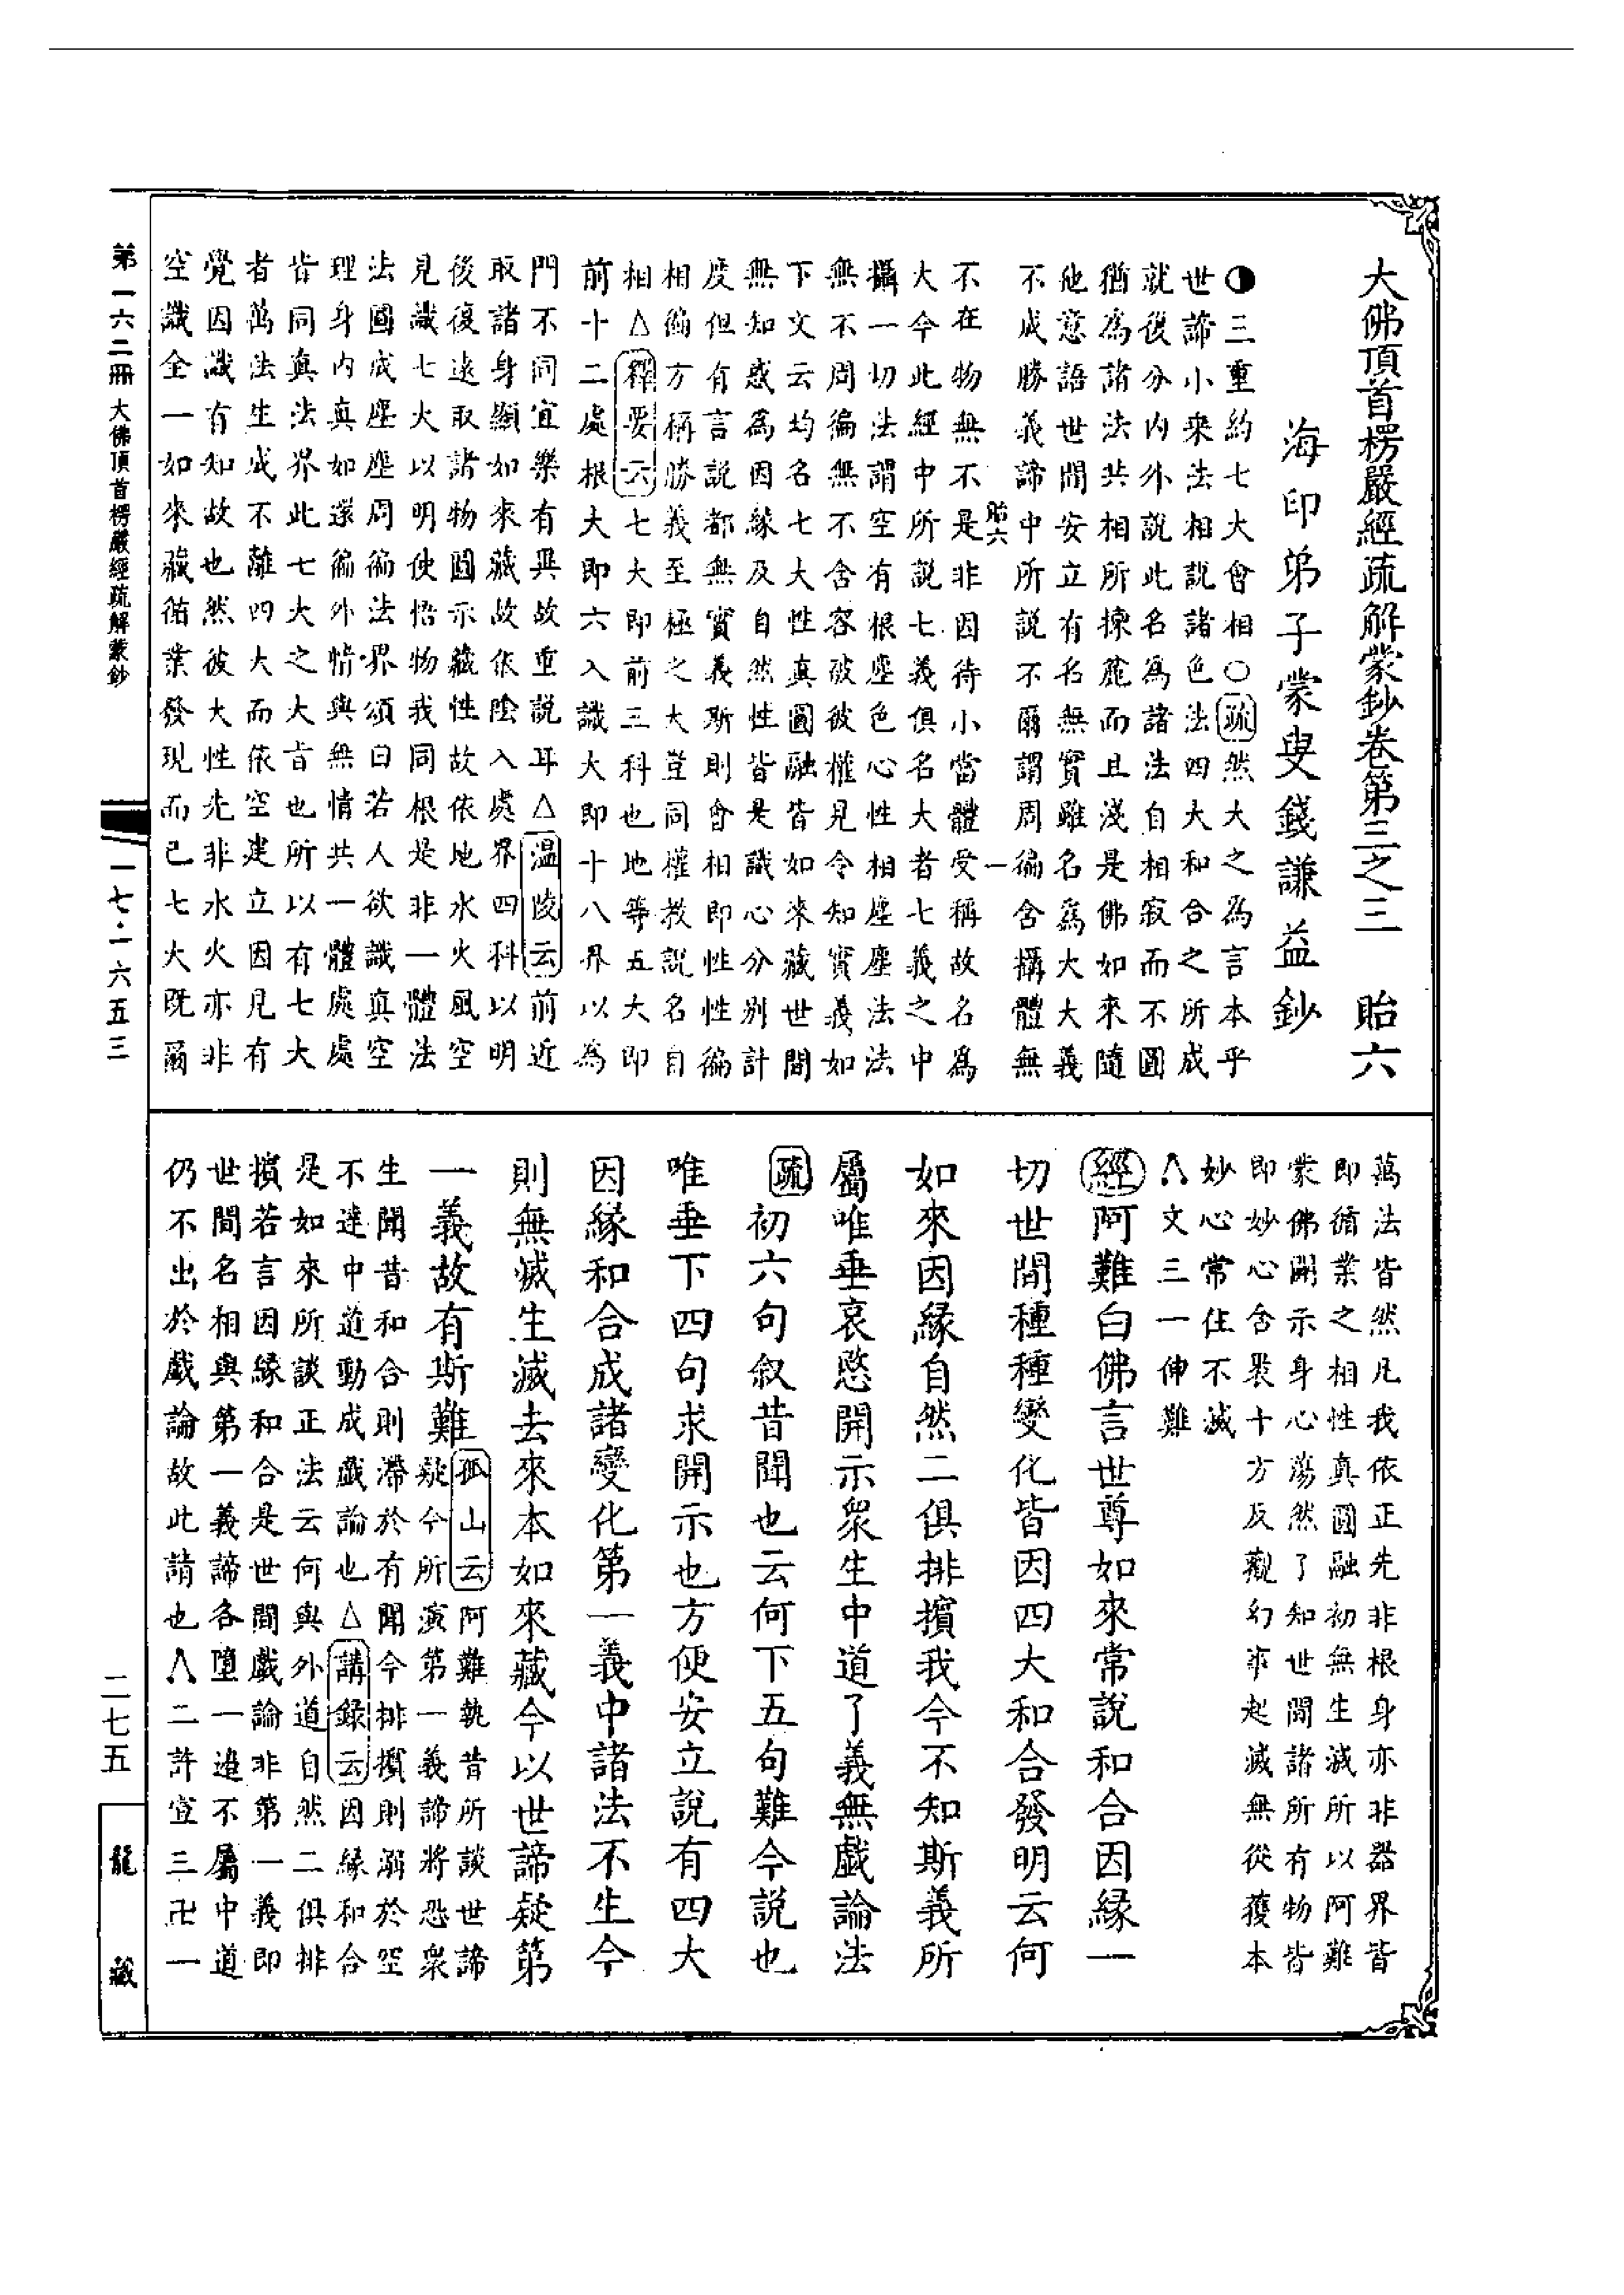 大佛頂首楞嚴經疏解蒙鈔卷第三之三　貽六
海印弟子蒙叟錢謙益鈔
◑三重約七大會相○疏然大之為言本乎
世諦小乘法相說諸色法四大和合之所成
就後分內外說此名為諸法自相寂而不圓
猶為諸法共相所揀麁而且淺是佛如來隨
他意語世間安立有名無實雖名為大大義
不成勝義諦中所說不爾謂周徧含攝體無
貽六　一
不在物無不是非因待小當體受稱故名為
大今此經中所說七義俱名大者七義之中
攝一切法謂空有根塵色心性相塵塵法法
無不周徧無不含容破彼權見令知實義如
下文云均名七大性真圓融皆如來藏世間
無知惑為因緣及自然性皆是識心分別計
度但有言說都無實義斯則會相即性性徧
相徧方稱勝義至極之大豈同權教說名自
相△釋要云七大即前三科也地等五大即
前十二處根大即六入識大即十八界以為
門不同宜樂有異故重說耳△溫陵云前近
取諸身顯如來藏故依陰入處界四科以明
後復遠取諸物圓示藏性故依地水火風空
見識七大以明使悟物我同根是非一體法
法圓成塵塵周徧法界頌曰若人欲識真空
理身內真如還徧外情與無情共一體處處
皆同真法界此七大之大旨也所以有七大
者萬法生成不離四大而依空建立因見有
覺因識有知故也然彼大性先非水火亦非
空識全一如來藏循業發現而已七大既爾
萬法皆然凡我依正先非根身亦非器界皆
即循業之相性真圓融初無生滅所以阿難
蒙佛開示身心蕩然了知世間諸所有物皆
即妙心含裹十方反觀幻事起滅無從獲本
妙心常住不滅
八文三一伸難
經阿難白佛言世尊如來常說和合因緣一
切世間種種變化皆因四大和合發明云何
如來因緣自然二俱排擯我今不知斯義所
屬唯垂哀愍開示眾生中道了義無戲論法
疏初六句敘昔聞也云何下五句難今說也
唯垂下四句求開示也方便安立說有四大
因緣和合成諸變化第一義中諸法不生今
則無滅生滅去來本如來藏今以世諦疑第
一義故有斯難孤山云阿難執昔所談世諦
疑今所演第一義諦將恐眾
生聞昔和合則滯於有聞今排擯則溺於空
不達中道動成戲論也△講錄云因緣和合
是如來所談正法云何與外道自然二俱排
擯若言因緣和合是世間戲論非第一義即
世間名相與第一義諦各墮一邊不屬中道
仍不出於戲論故此請也八二許宣三卍一
第一六二冊　大佛頂首楞嚴經疏解蒙鈔
一七·一六五三
二七五
龍藏